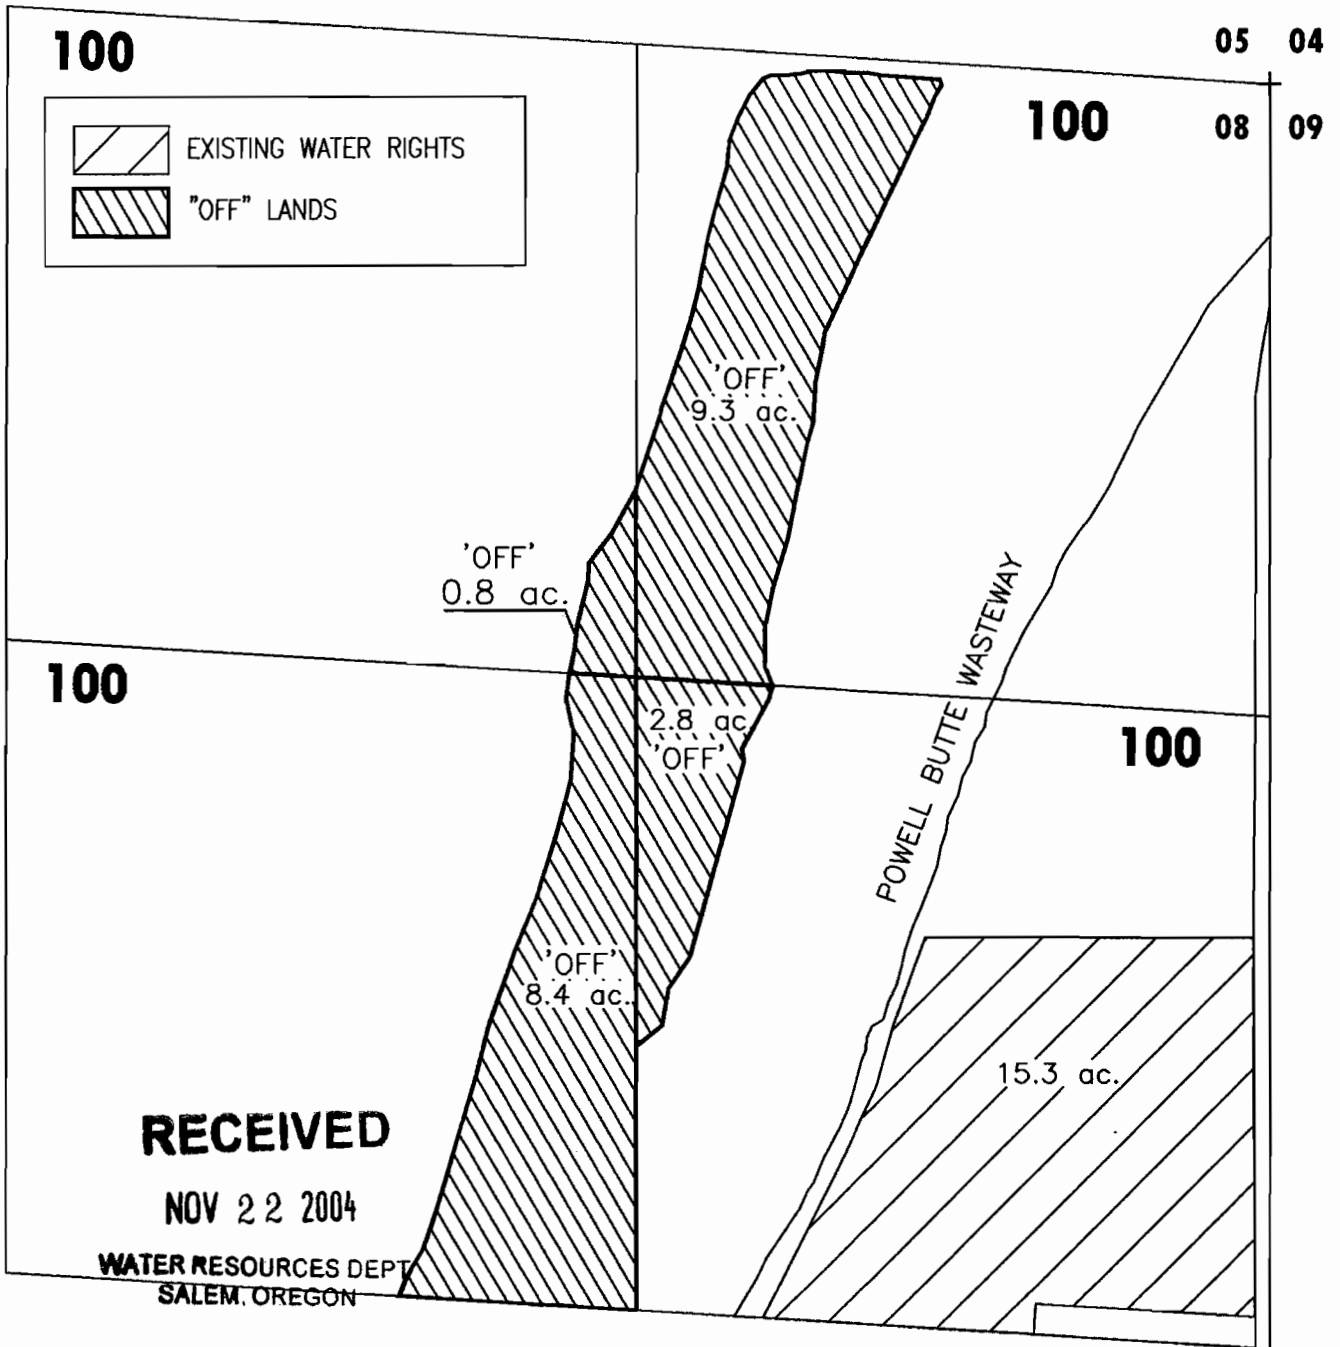 100
05 04
EXISTING WATER RIGHTS
"OFF" LANDS
100
08 09
'OFF'
9.3 ac.
'OFF'
0.8 ac.
100
2.8 ac
'OFF'
100
POWELL BUTTE WASTEWAY
'OFF'
8.4 ac.
15.3 ac.
RECEIVED
NOV 22 2004
WATER RESOURCES DEPT
SALEM, OREGON